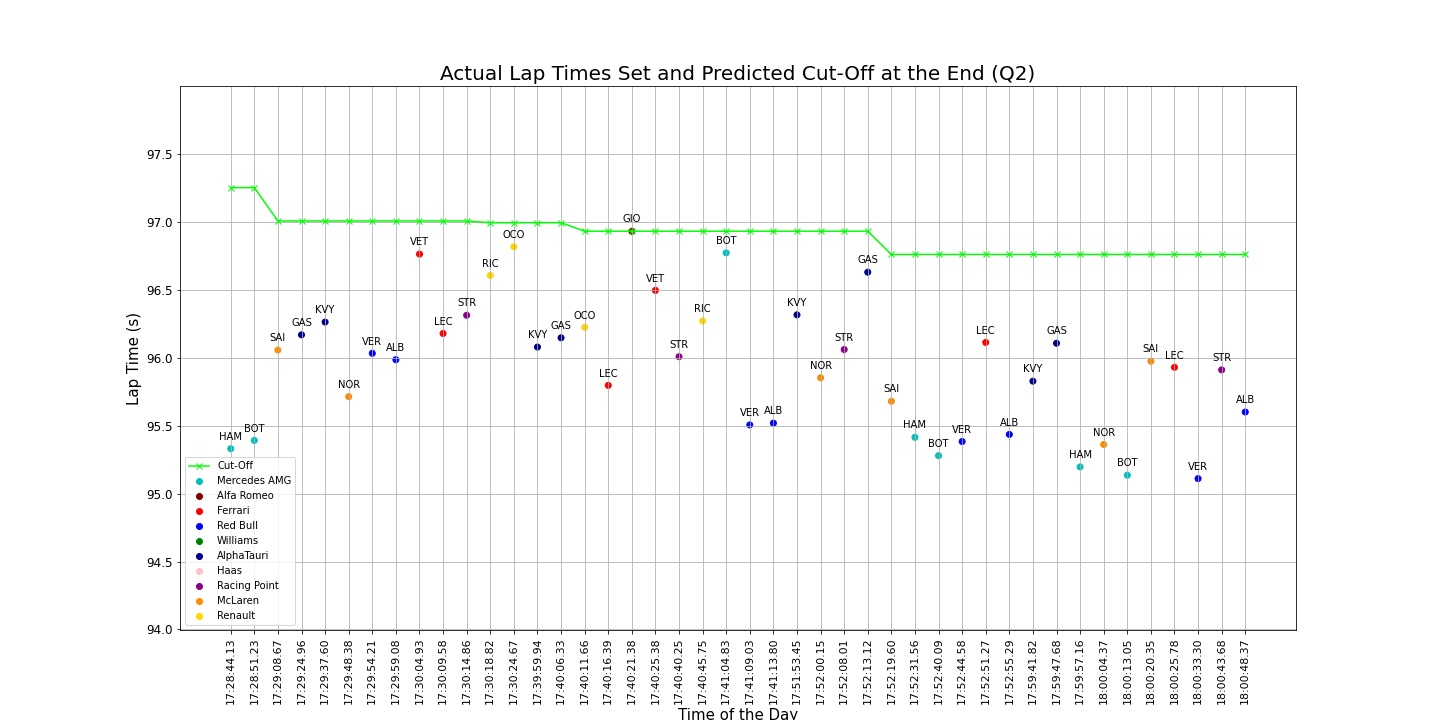 Actual Lap Times Set and Predicted Cut-Off at the End (Q2)
Lap Time (s)
97.5
97.0
96.5
96.0
95.5
95.0
94.5
94.0
HAM
BOT
SAI
GAS
KVY
NOR
VER
ALB
VET
LEC
STR
RIC
OCO
KVY
GAS
OCO
LEC
GIO
VET
STR
RIC
BOT
VER
ALB
KVY
NOR
STR
GAS
SAI
HAM
BOT
VER
LEC
ALB
KVY
GAS
HAM
NOR
BOT
SAI
LEC
VER
STR
ALB
Cut-Off
Mercedes AMG
Alfa Romeo
Ferrari
Red Bull
Williams
AlphaTauri
Haas
Racing Point
McLaren
Renault
17:28:44.13
17:28:51.23
17:29:08.67
17:29:24.96
17:29:37.60
17:29:48.38
17:29:54.21
17:29:59.08
17:30:04.93
17:30:09.58
17:30:14.86
17:30:18.82
17:30:24.67
17:39:59.94
17:40:06.33
17:40:11.66
17:40:16.39
17:40:21.38
17:40:25.38
17:40:40.25
17:40:45.75
17:41:04.83
17:41:09.03
17:41:13.80
17:51:53.45
17:52:00.15
17:52:08.01
17:52:13.12
17:52:19.60
17:52:31.56
17:52:40.09
17:52:44.58
17:52:51.27
17:52:55.29
17:59:41.82
17:59:47.68
17:59:57.16
18:00:04.37
18:00:13.05
18:00:20.35
18:00:25.78
18:00:33.30
18:00:43.68
18:00:48.37
Time of the Day